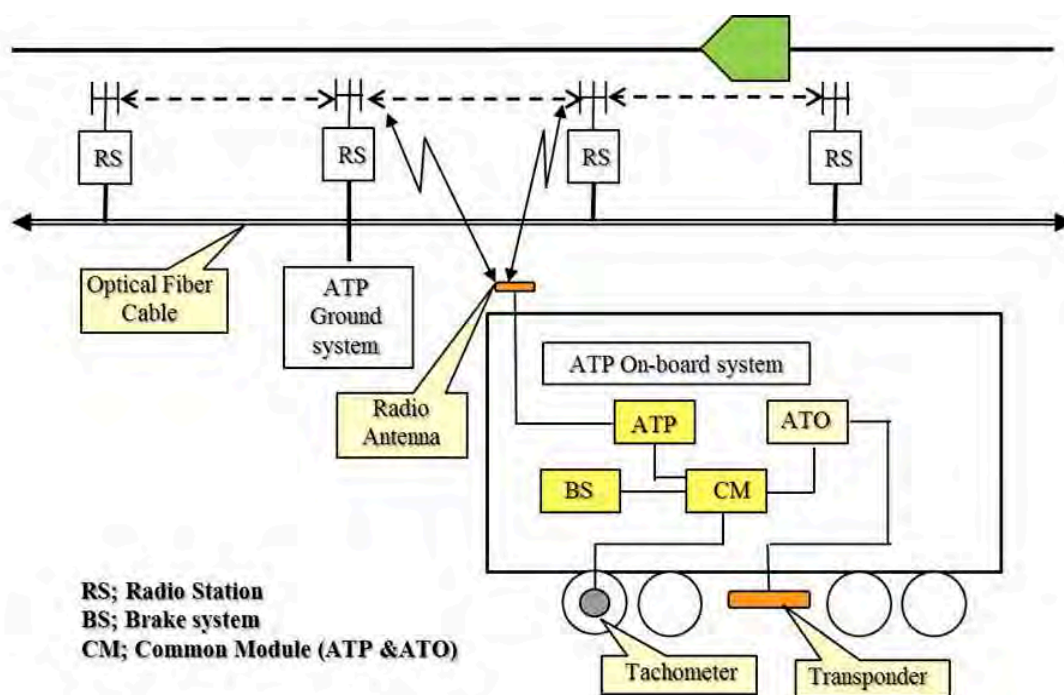 RS
RS
RS
RS
Optical Fiber
Cable
ATP
Ground
system
Radio
Antenna
ATP On-board system
ATP
ATO
BS
CM
RS; Radio Station
BS; Brake system
CM; Common Module (ATP &ATO)
Tachometer
Transponder